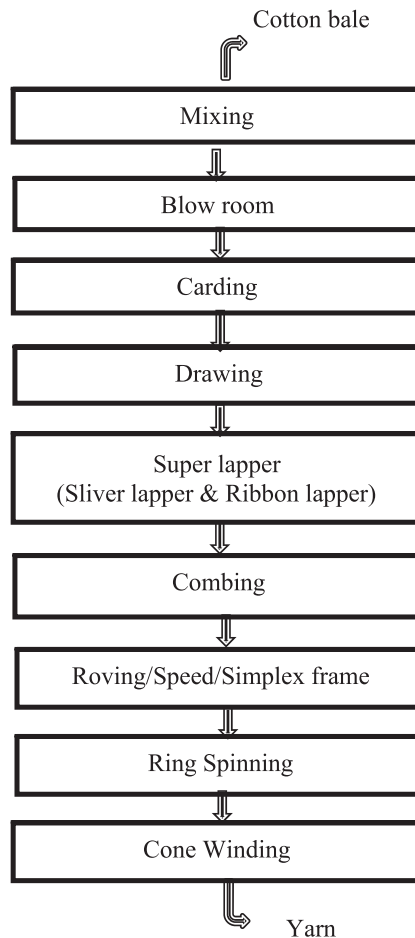 Cotton bale
Mixing
Blow room
Carding
Drawing
Super lapper
(Sliver lapper & Ribbon lapper)
Combing
Roving/Speed/Simplex frame
Ring Spinning
Cone Winding
Yarn